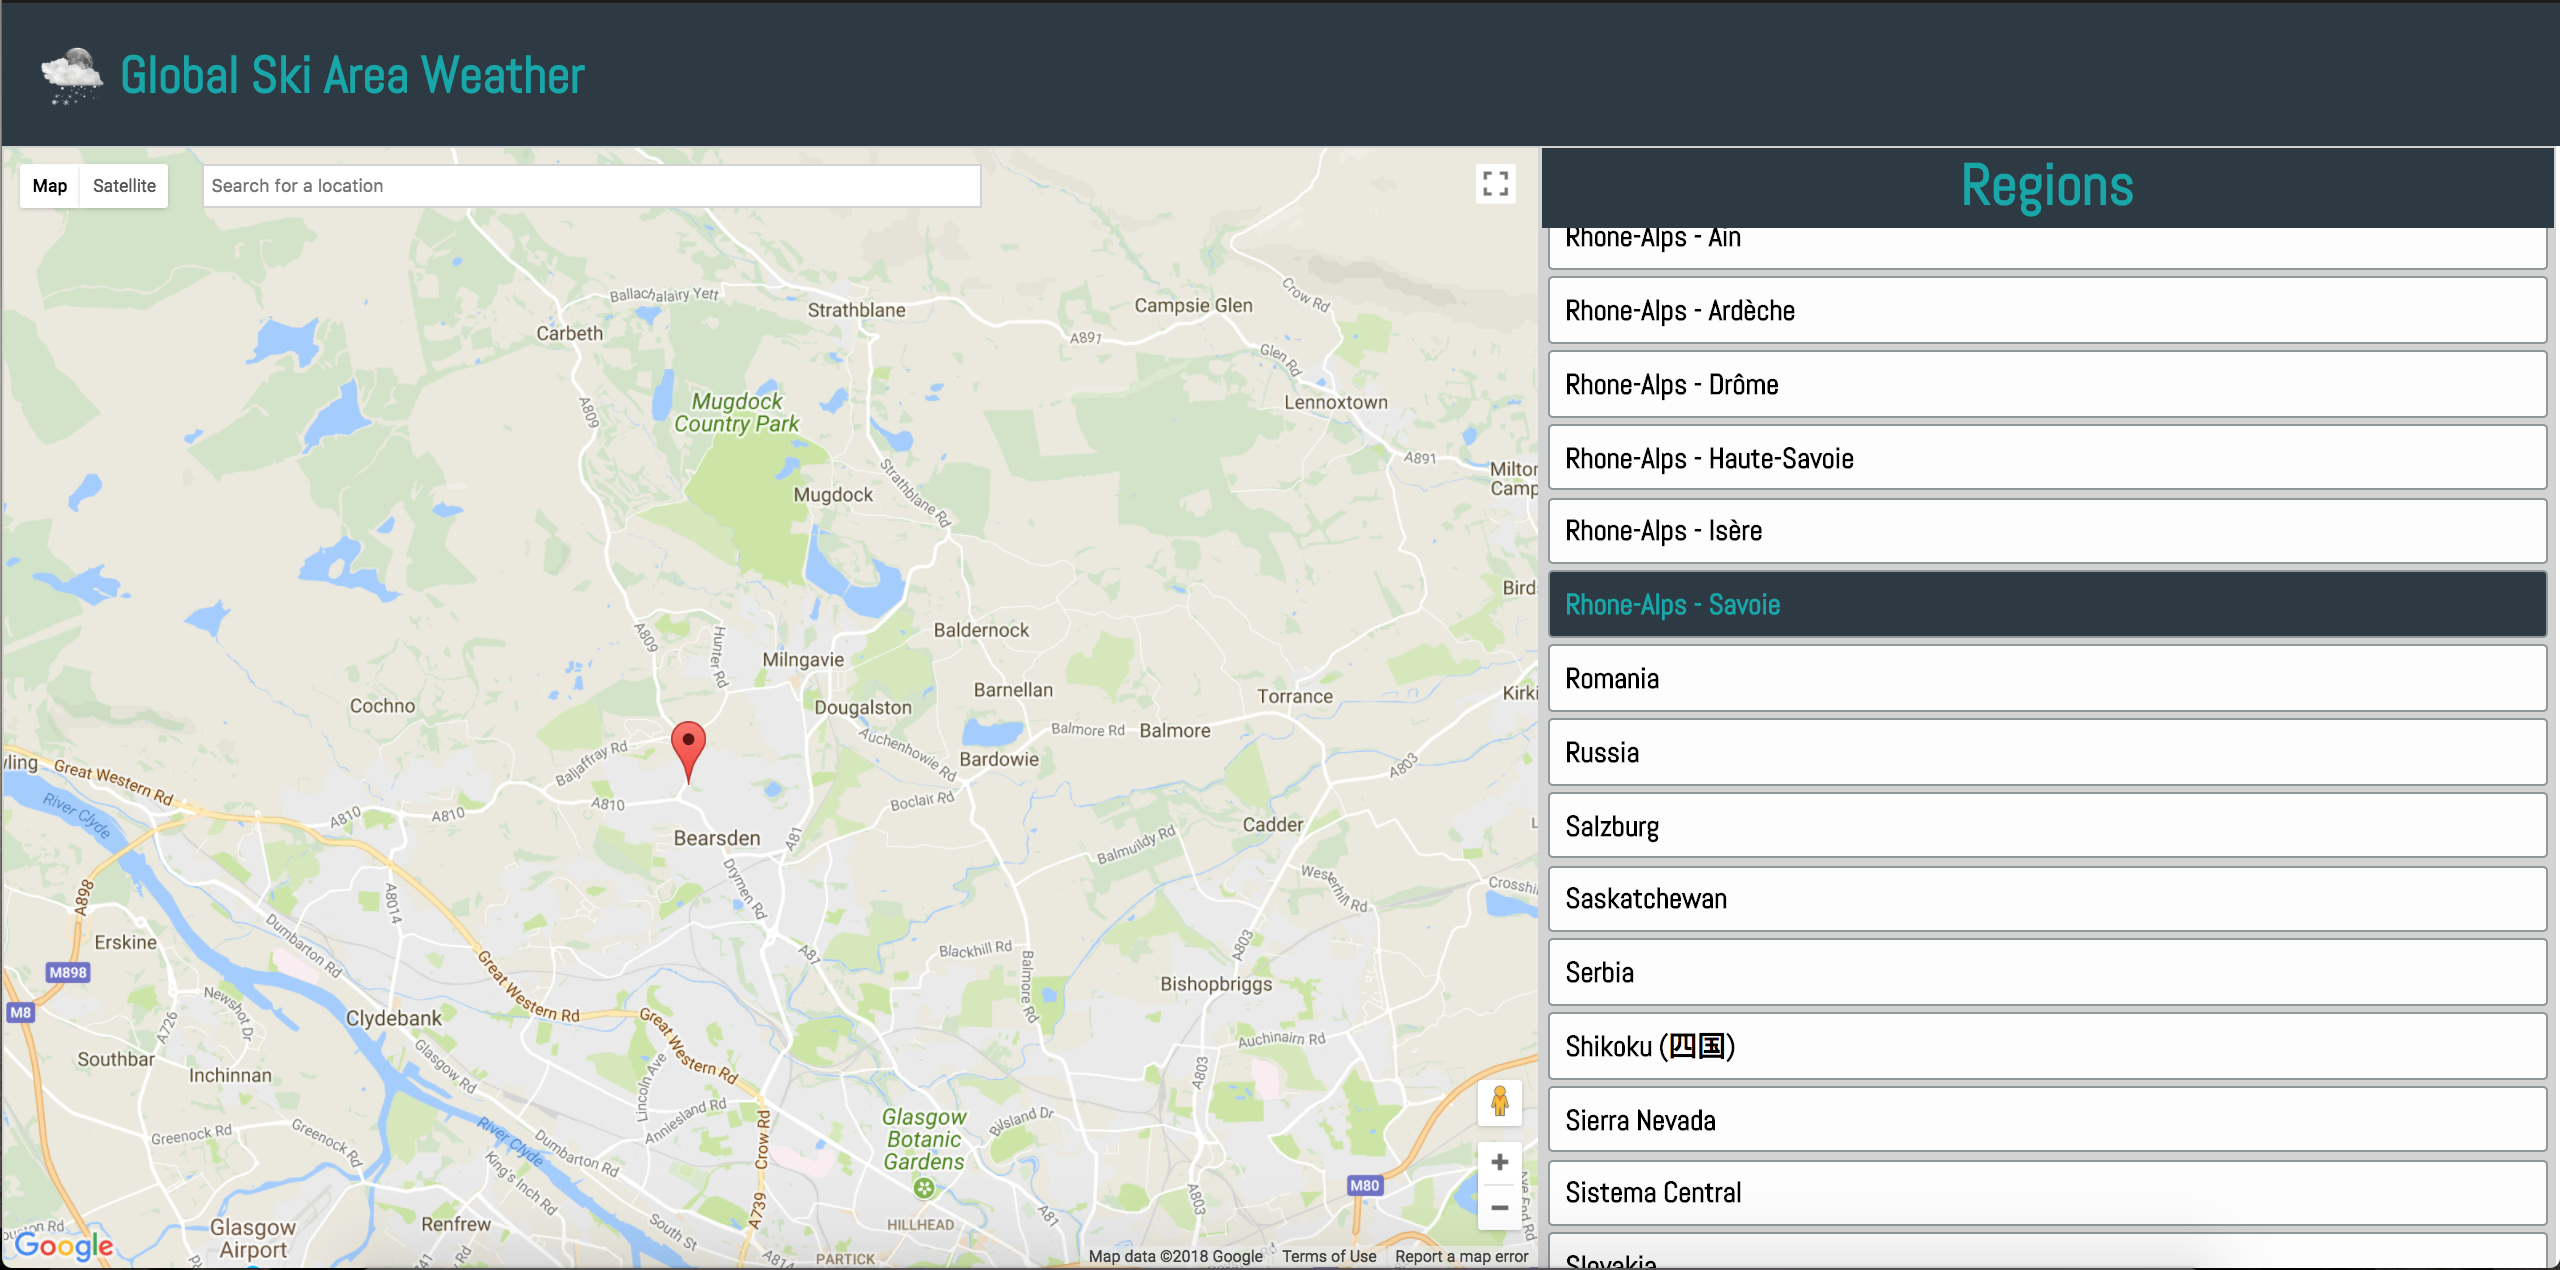 Global Ski Area Weather
Map
Satellite
Search for a location
Regions
Rhone-Alps - Ain
Rhone-Alps - Ardèche
Rhone-Alps - Drôme
Rhone-Alps - Haute-Savoie
Rhone-Alps - Isère
Rhone-Alps - Savoie
Romania
Russia
Salzburg
Saskatchewan
Serbia
Shikoku (四国)
Sierra Nevada
Sistema Central
Slovakia
Ballachalairy Yett
Strathblane
Campsie Glen
Crow Rd
Carbeth
A891
Glen Rd
A809
Mugdock
Country Park
Lennoxtown
A891
Strathblane Rd
Mugdock
Milton
Camp
Birds
A809
Hunter Rd
Baldernock
Milngavie
Barnellan
Torrance
Kirki
Cochno
Dougalston
Balmore Rd
Balmore
Auchenhowie Rd
Bardowie
A803
Baljaffray Rd
Great Western Rd
River Clyde
A810
A810
A810
Boclair Rd
Bearsden
A81
Balmuildy Rd
Cadder
Westerhill Rd
Crosshi
A898
A8014
Drymen Rd
Erskine
Dumbarton Rd
A81
Blackhill Rd
A803
M898
Great Western Rd
Balmore Rd
Bishopbriggs
M8
Newshot Dr
A726
Clydebank
Great Western Rd
Auchinairn Rd
Southbar
Inchinnan
Glasgow Rd
Lincoln Ave
A803
Anniesland Rd
Crow Rd
A739
Glasgow
Botanic
Gardens
Bilsland Dr
Greenock Rd
Greenock Rd
River Clyde
Dumbarton Rd
King's Inch Rd
M80
A803
Glasgow
Airport
Renfrew
South St
HILLHEAD
A81
A814
PARTICK
Google
Map data ©2018 Google
Terms of Use
Report a map error